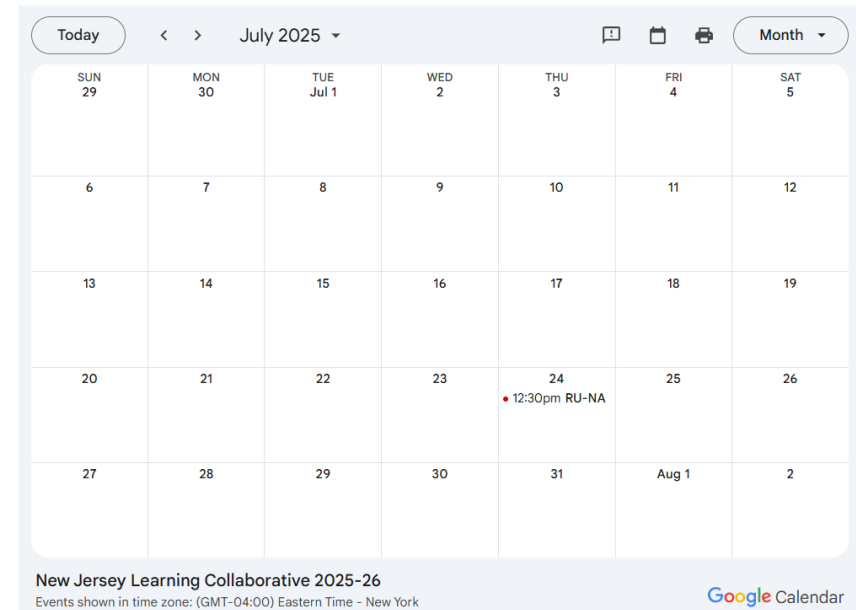 Today < > July 2025 Month
SUN MON TUE WED THU FRI SAT
29 30 Jul 1 2 3 4 5
6 7 8 9 10 11 12
13 14 15 16 17 18 19
20 21 22 23 24 25 26
12:30pm RU-NA
27 28 29 30 31 Aug 1 2
New Jersey Learning Collaborative 2025-26
Events shown in time zone: (GMT-04:00) Eastern Time - New York
Google Calendar